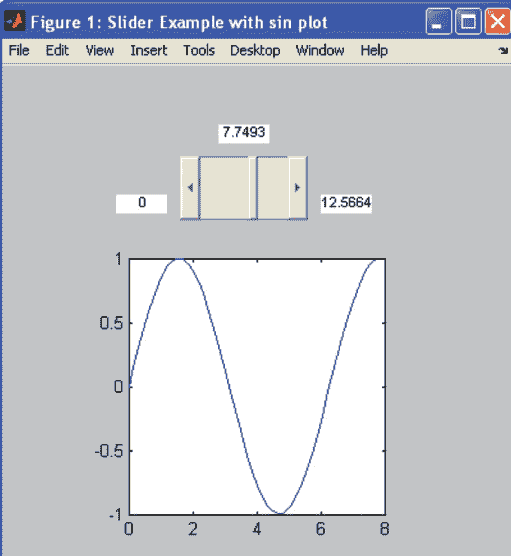 Figure 1: Slider Example with sin plot
File Edit View Insert Tools Desktop Window Help
7.7493
0
12.5664
1
0.5
0
-0.5
-1
0 2 4 6 8